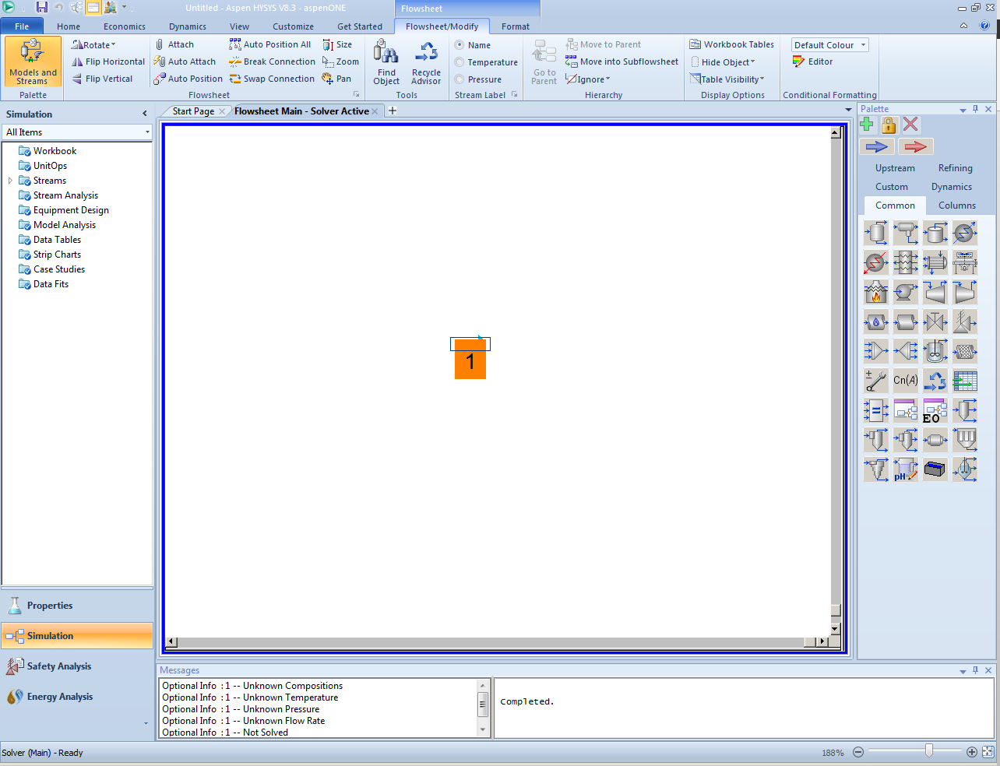 Untitled - Aspen HYSYS V8.3 - aspenONE
Flowsheet
File Home Economics Dynamics View Customize Get Started Flowsheet/Modify Format
Models and Streams
Palette
Rotate
Flip Horizontal
Flip Vertical
Attach
Auto Attach
Auto Position
Auto Position All
Break Connection
Swap Connection
Size
Zoom
Pan
Flowsheet
Find Object
Recycle Advisor
Tools
Name
Temperature
Pressure
Stream Label
Go to Parent
Move to Parent
Move into Subflowsheet
Ignore
Hierarchy
Workbook Tables
Hide Object
Table Visibility
Display Options
Default Colour
Editor
Conditional Formatting
Simulation
All Items
Workbook
UnitOps
Streams
Stream Analysis
Equipment Design
Model Analysis
Data Tables
Strip Charts
Case Studies
Data Fits
Properties
Simulation
Safety Analysis
Energy Analysis
Start Page
Flowsheet Main - Solver Active
1
Palette
Upstream Refining
Custom Dynamics
Common Columns
Cn(A)
EO
pH
Messages
Optional Info : 1 -- Unknown Compositions
Optional Info : 1 -- Unknown Temperature
Optional Info : 1 -- Unknown Pressure
Optional Info : 1 -- Unknown Flow Rate
Optional Info : 1 -- Not Solved
Completed.
Solver (Main) - Ready
188%